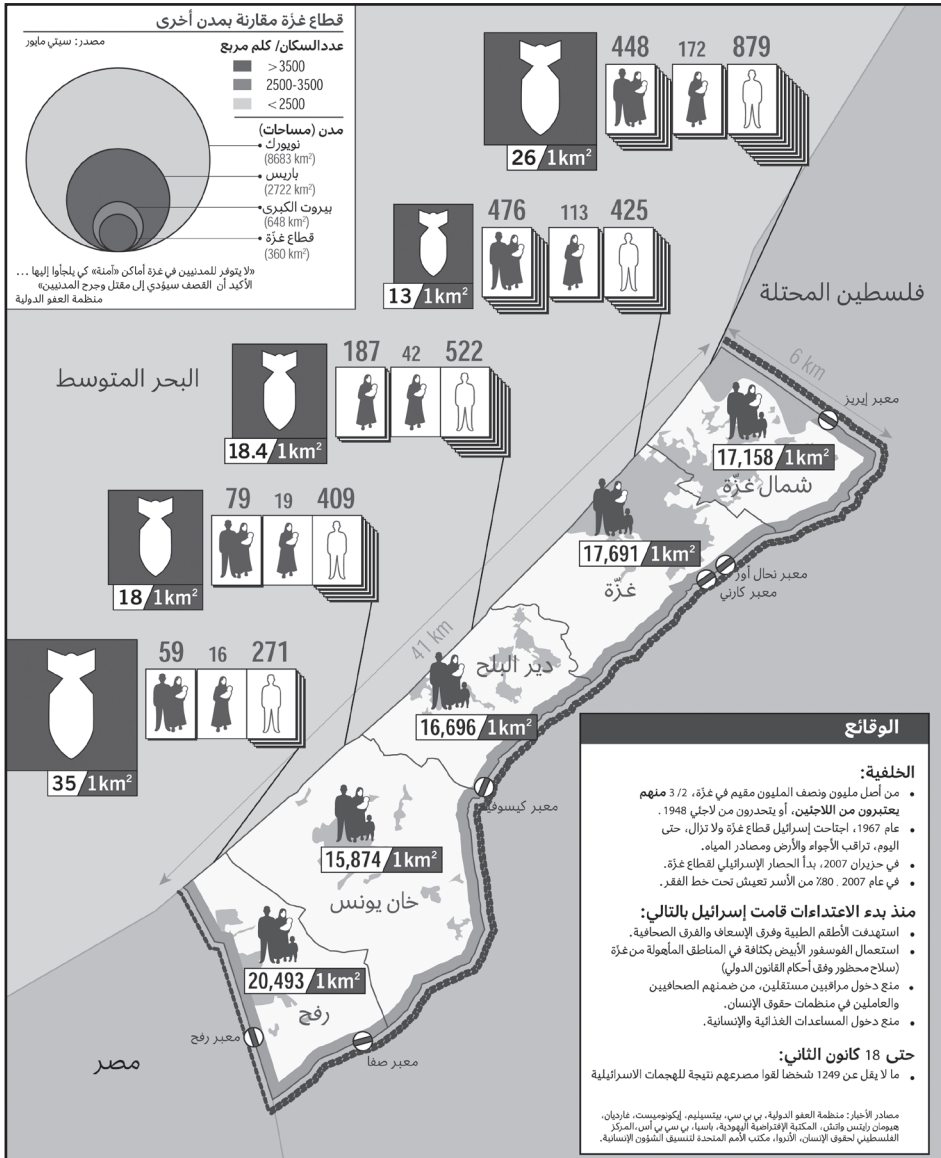 قطاع غزّة مقارنة بمدن أخرى
مصدر: سيتي مايور
عدد السكان/ كلم مربع
>3500
2500-3500
<2500
مدن (مساحات)
نويورك
(8683 km²)
باريس
(2722 km²)
بيروت الكبرى
(648 km²)
قطاع غزّة
(360 km²)
«لا يتوفر للمدنيين في غزة أماكن «آمنة» كي يلجأوا إليها ...
الأكيد أن القصف سيؤدي إلى مقتل وجرح المدنيين»
منظمة العفو الدولية
448 172 879
26/1km²
476 113 425
13/1km²
187 42 522
18.4/1km²
79 19 409
18/1km²
59 16 271
35/1km²
البحر المتوسط
فلسطين المحتلة
6 km
41 km
معبر إيريز
17,158/1km²
شمال غزّة
17,691/1km²
غزّة
معبر نحال أوز
معبر كارني
دير البلح
16,696/1km²
معبر كيسوفيم
15,874/1km²
خان يونس
20,493/1km²
رفح
معبر رفح
معبر صفا
مصر
الوقائع
الخلفية:
• من أصل مليون ونصف المليون مقيم في غزّة، 2/ 3 منهم
يعتبرون من اللاجئين، أو يتحدرون من لاجئي 1948 .
• عام 1967، اجتاحت إسرائيل قطاع غزّة ولا تزال، حتى
اليوم، تراقب الأجواء والأرض ومصادر المياه.
• في حزيران 2007، بدأ الحصار الإسرائيلي لقطاع غزّة.
• في عام 2007 . 80٪ من الأسر تعيش تحت خط الفقر.
منذ بدء الاعتداءات قامت إسرائيل بالتالي:
• استهدفت الأطقم الطبية وفرق الإسعاف والفرق الصحافية.
• استعمال الفوسفور الأبيض بكثافة في المناطق المأهولة من غزّة
(سلاح محظور وفق أحكام القانون الدولي)
• منع دخول مراقبين مستقلين، من ضمنهم الصحافيين
والعاملين في منظمات حقوق الإنسان.
• منع دخول المساعدات الغذائية والإنسانية.
حتى 18 كانون الثاني:
• ما لا يقل عن 1249 شخضا لقوا مصرعهم نتيجة للهجمات الاسرائيلية
مصادر الأخبار: منظمة العفو الدولية، بي بي سي، بيتسيليم، إيكونوميست، غارديان،
هيومان رايتس واتش، المكتبة الإفتراضية اليهودية، باسيا، بي سي بي أس،المركز
الفلسطيني لحقوق الإنسان، الأنروا، مكتب الأمم المتحدة لتنسيق الشؤون الإنسانية.